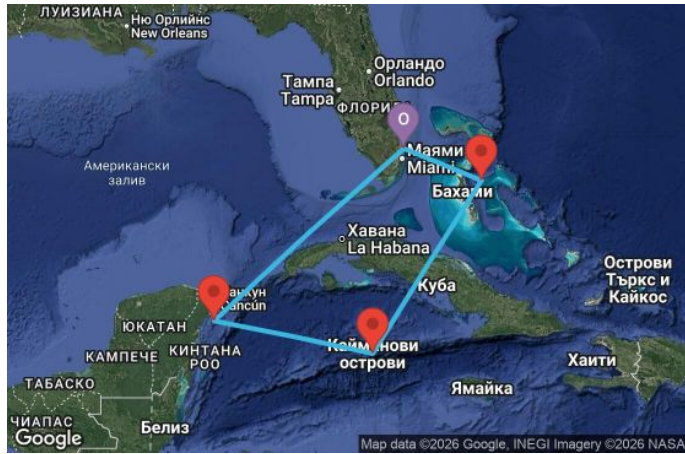 ЛУИЗИАНА
Ню Орлийнс
New Orleans
Орландо
Orlando
Тампа
Tampa
O
Маями
Miami
Бахами
Американски
залив
Хавана
La Habana
Острови
Търкс и
Кайкос
Куба
Cancún
ЮКАТАН
КАМПЕЧЕ
КИНТАНА
РОО
Кайманови
острови
Хаити
ТАБАСКО
Ямайка
ЧИАПАС
Белиз
Google
Map data ©2026 Google, INEGI Imagery ©2026 NASA